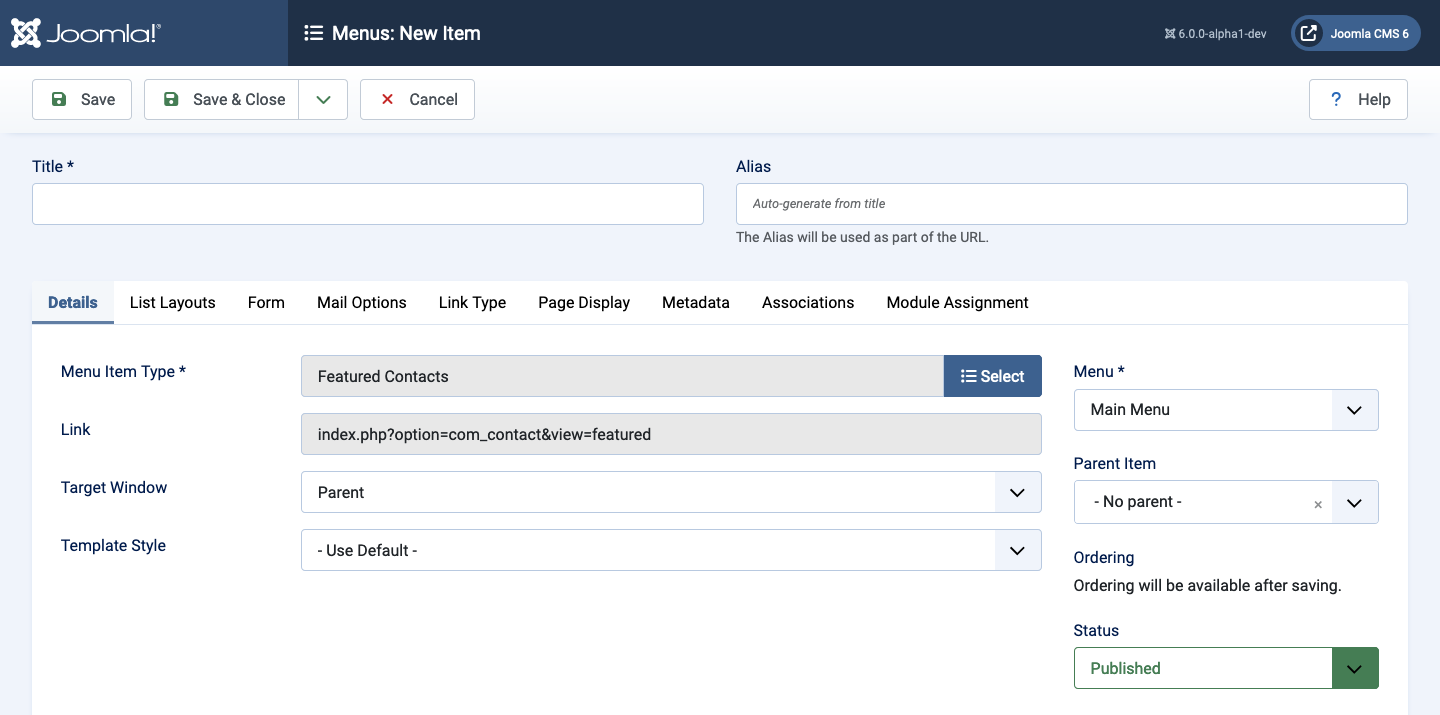 Joomla!®
Menus: New Item
6.0.0-alpha1-dev
Joomla CMS 6
Save
Save & Close
Cancel
? Help
Title *
Alias
Auto-generate from title
The Alias will be used as part of the URL.
Details List Layouts Form Mail Options Link Type Page Display Metadata Associations Module Assignment
Menu Item Type *
Featured Contacts
Select
Link
index.php?option=com_contact&view=featured
Target Window
Parent
Template Style
- Use Default -
Menu *
Main Menu
Parent Item
- No parent - ×
Ordering
Ordering will be available after saving.
Status
Published